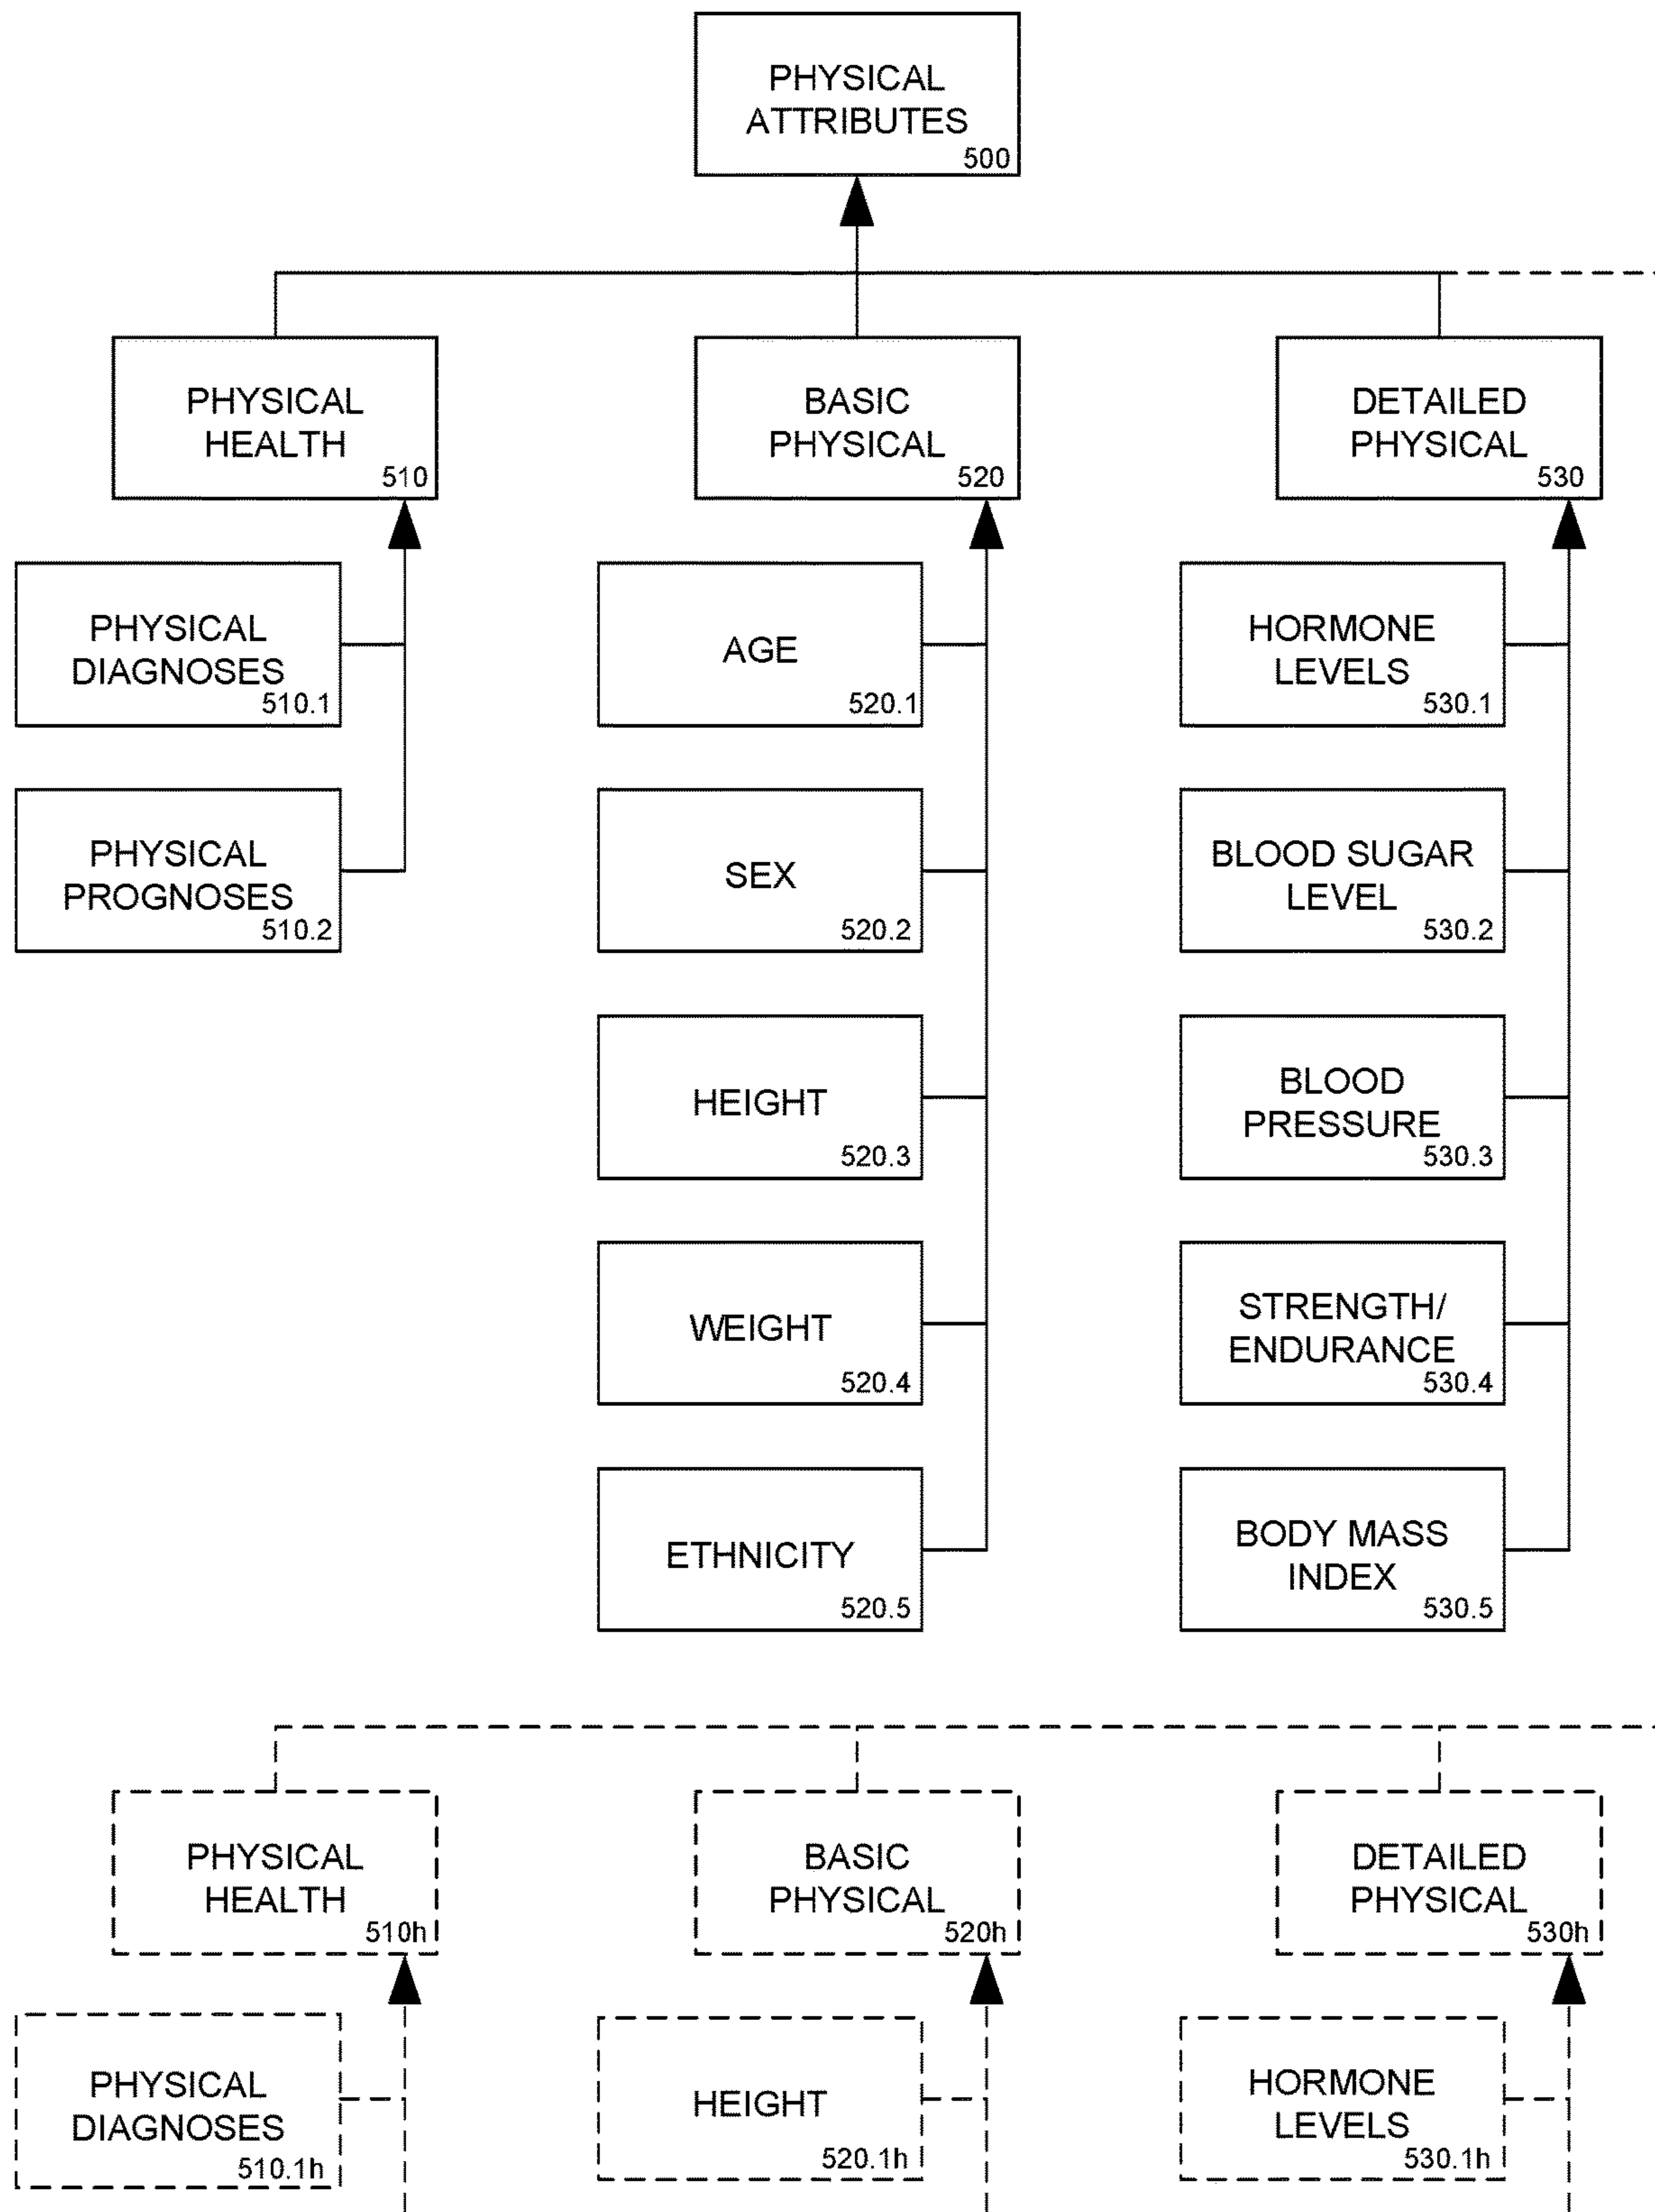 PHYSICAL
ATTRIBUTES
500
PHYSICAL
HEALTH
510
BASIC
PHYSICAL
520
DETAILED
PHYSICAL
530
PHYSICAL
DIAGNOSES
510.1
AGE
520.1
HORMONE
LEVELS
530.1
PHYSICAL
PROGNOSES
510.2
SEX
520.2
BLOOD SUGAR
LEVEL
530.2
HEIGHT
520.3
BLOOD
PRESSURE
530.3
WEIGHT
520.4
STRENGTH/
ENDURANCE
530.4
ETHNICITY
520.5
BODY MASS
INDEX
530.5
PHYSICAL
HEALTH
510h
BASIC
PHYSICAL
520h
DETAILED
PHYSICAL
530h
PHYSICAL
DIAGNOSES
510.1h
HEIGHT
520.1h
HORMONE
LEVELS
530.1h